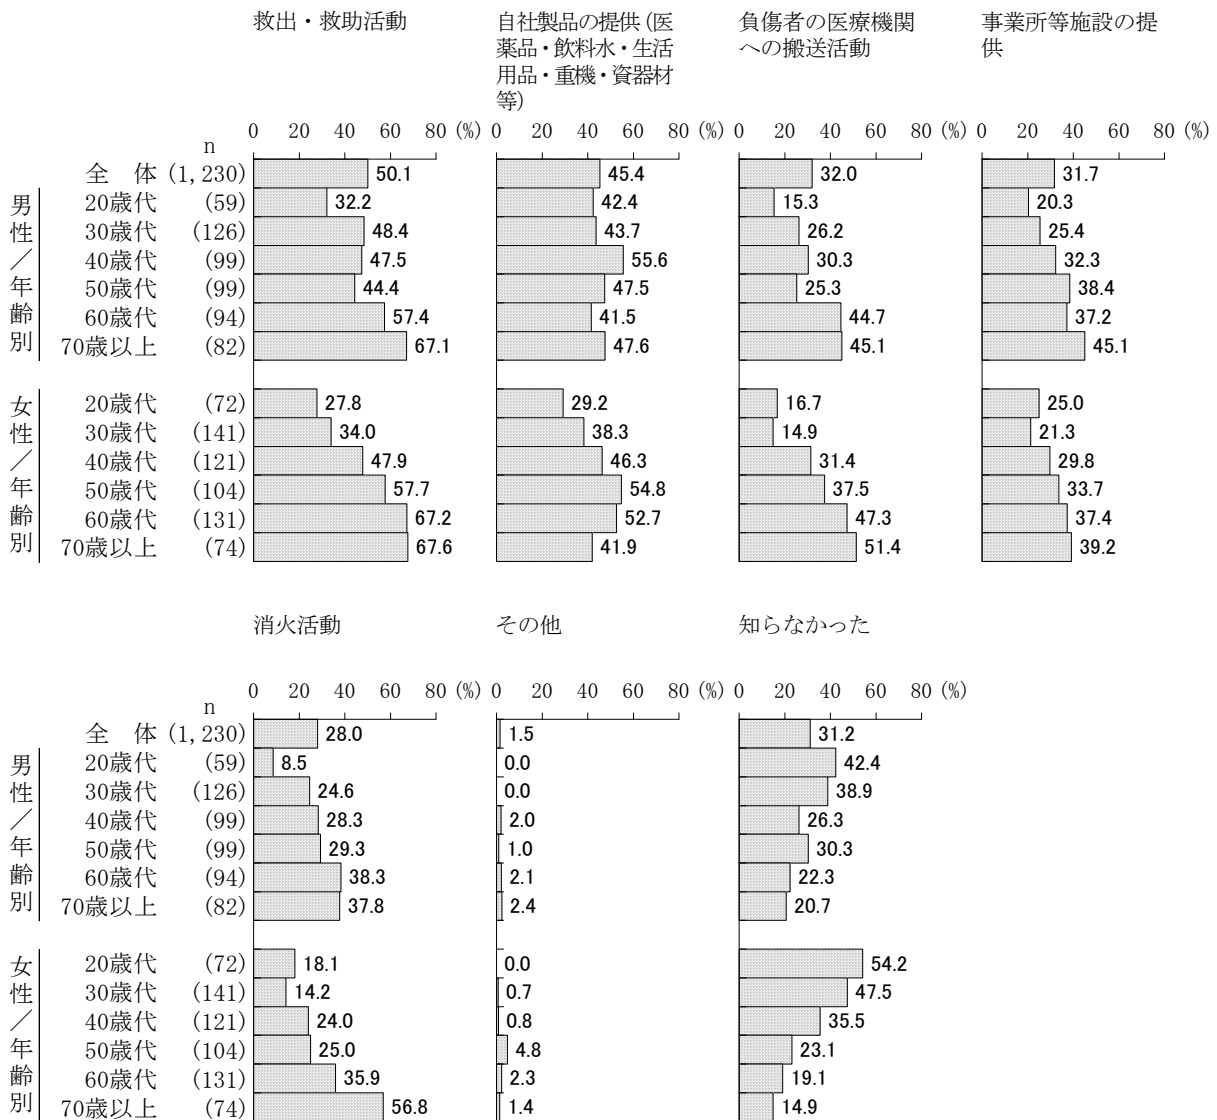 救出・救助活動
自社製品の提供(医
薬品・飲料水・生活
用品・重機・資器材
等)
負傷者の医療機関
への搬送活動
事業所等施設の提
供
0 20 40 60 80 (%) 0 20 40 60 80 (%) 0 20 40 60 80 (%) 0 20 40 60 80 (%)
n
全 体 (1,230) 50.1 45.4 32.0 31.7
男性／年齢別
20歳代 (59) 32.2 42.4 15.3 20.3
30歳代 (126) 48.4 43.7 26.2 25.4
40歳代 (99) 47.5 55.6 30.3 32.3
50歳代 (99) 44.4 47.5 25.3 38.4
60歳代 (94) 57.4 41.5 44.7 37.2
70歳以上 (82) 67.1 47.6 45.1 45.1
女性／年齢別
20歳代 (72) 27.8 29.2 16.7 25.0
30歳代 (141) 34.0 38.3 14.9 21.3
40歳代 (121) 47.9 46.3 31.4 29.8
50歳代 (104) 57.7 54.8 37.5 33.7
60歳代 (131) 67.2 52.7 47.3 37.4
70歳以上 (74) 67.6 41.9 51.4 39.2
消火活動 その他 知らなかった
0 20 40 60 80 (%) 0 20 40 60 80 (%) 0 20 40 60 80 (%)
n
全 体 (1,230) 28.0 1.5 31.2
男性／年齢別
20歳代 (59) 8.5 0.0 42.4
30歳代 (126) 24.6 0.0 38.9
40歳代 (99) 28.3 2.0 26.3
50歳代 (99) 29.3 1.0 30.3
60歳代 (94) 38.3 2.1 22.3
70歳以上 (82) 37.8 2.4 20.7
女性／年齢別
20歳代 (72) 18.1 0.0 54.2
30歳代 (141) 14.2 0.7 47.5
40歳代 (121) 24.0 0.8 35.5
50歳代 (104) 25.0 4.8 23.1
60歳代 (131) 35.9 2.3 19.1
70歳以上 (74) 56.8 1.4 14.9